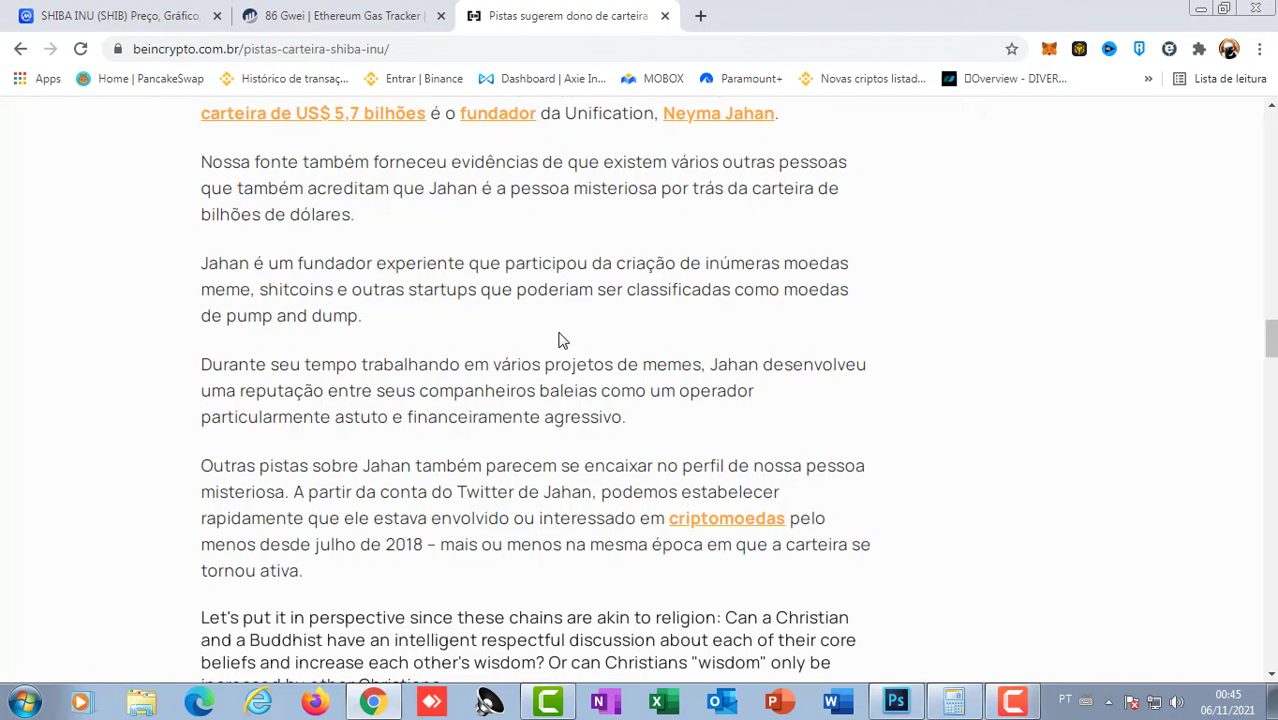 SHIBA INU (SHIB) Preço, Gráfico,
86 Gwei | Ethereum Gas Tracker |
Pistas sugerem dono de carteira
beincrypto.com.br/pistas-carteira-shiba-inu/
Apps
Home | PancakeSwap
Histórico de transaç...
Entrar | Binance
Dashboard | Axie In...
MOBOX
Paramount+
Novas criptos listad...
Overview - DIVER...
»
Lista de leitura
carteira de US$ 5,7 bilhões é o fundador da Unification, Neyma Jahan.
Nossa fonte também forneceu evidências de que existem vários outras pessoas
que também acreditam que Jahan é a pessoa misteriosa por trás da carteira de
bilhões de dólares.
Jahan é um fundador experiente que participou da criação de inúmeras moedas
meme, shitcoins e outras startups que poderiam ser classificadas como moedas
de pump and dump.
Durante seu tempo trabalhando em vários projetos de memes, Jahan desenvolveu
uma reputação entre seus companheiros baleias como um operador
particularmente astuto e financeiramente agressivo.
Outras pistas sobre Jahan também parecem se encaixar no perfil de nossa pessoa
misteriosa. A partir da conta do Twitter de Jahan, podemos estabelecer
rapidamente que ele estava envolvido ou interessado em criptomoedas pelo
menos desde julho de 2018 – mais ou menos na mesma época em que a carteira se
tornou ativa.
Let's put it in perspective since these chains are akin to religion: Can a Christian
and a Buddhist have an intelligent respectful discussion about each of their core
beliefs and increase each other's wisdom? Or can Christians "wisdom" only be
increased by other Christians
PT
00:45
06/11/2021